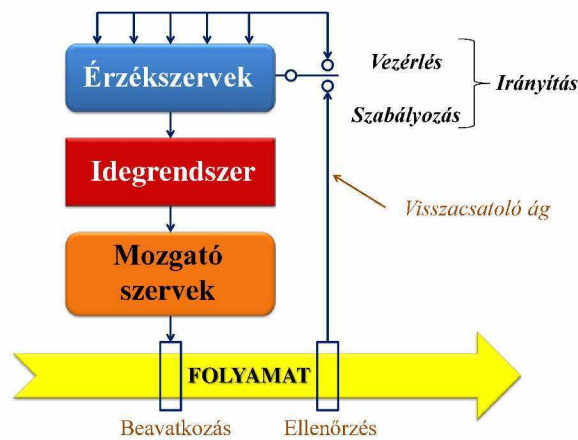 Érzékszervek
Vezérlés
Szabályozás
Irányítás
Idegrendszer
Visszacsatoló ág
Mozgató
szervek
FOLYAMAT
Beavatkozás
Ellenőrzés